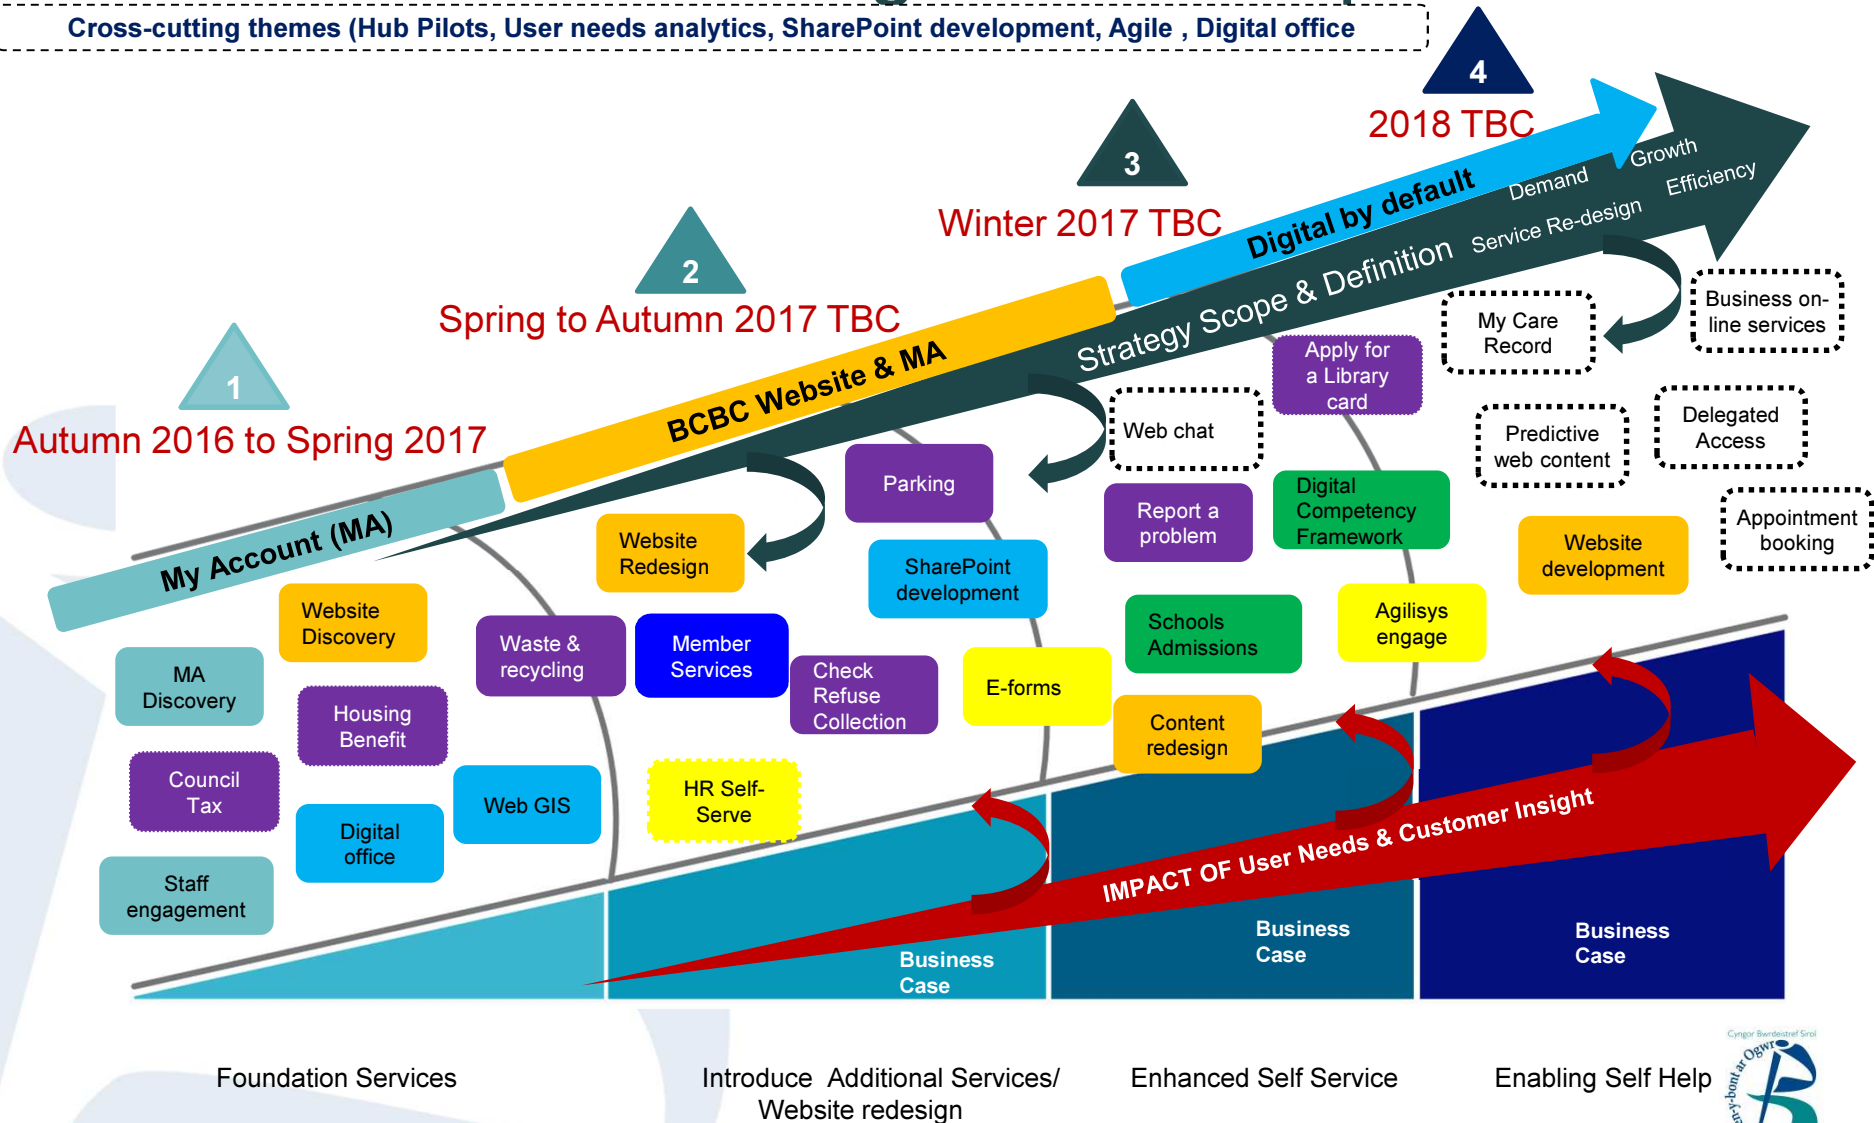 Cross-cutting themes (Hub Pilots, User needs analytics, SharePoint development, Agile , Digital office
4
2018 TBC
3
Winter 2017 TBC
2
Spring to Autumn 2017 TBC
1
Autumn 2016 to Spring 2017
My Account (MA)
BCBC Website & MA
Digital by default
Strategy Scope & Definition
Demand
Growth
Service Re-design
Efficiency
Business on-
line services
My Care
Record
Apply for
a Library
card
Delegated
Access
Predictive
web content
Web chat
Parking
Report a
problem
Digital
Competency
Framework
Appointment
booking
Website
development
Website
Redesign
SharePoint
development
Website
Discovery
Waste &
recycling
Member
Services
Check
Refuse
Collection
E-forms
Schools
Admissions
Agilisys
engage
MA
Discovery
Housing
Benefit
Content
redesign
Council
Tax
Web GIS
HR Self-
Serve
Digital
office
Staff
engagement
IMPACT OF User Needs & Customer Insight
Business
Case
Business
Case
Business
Case
Foundation Services
Introduce Additional Services/
Website redesign
Enhanced Self Service
Enabling Self Help
Cyngor Bwrdeistref Sirol
n-y-bont ar Ogwr